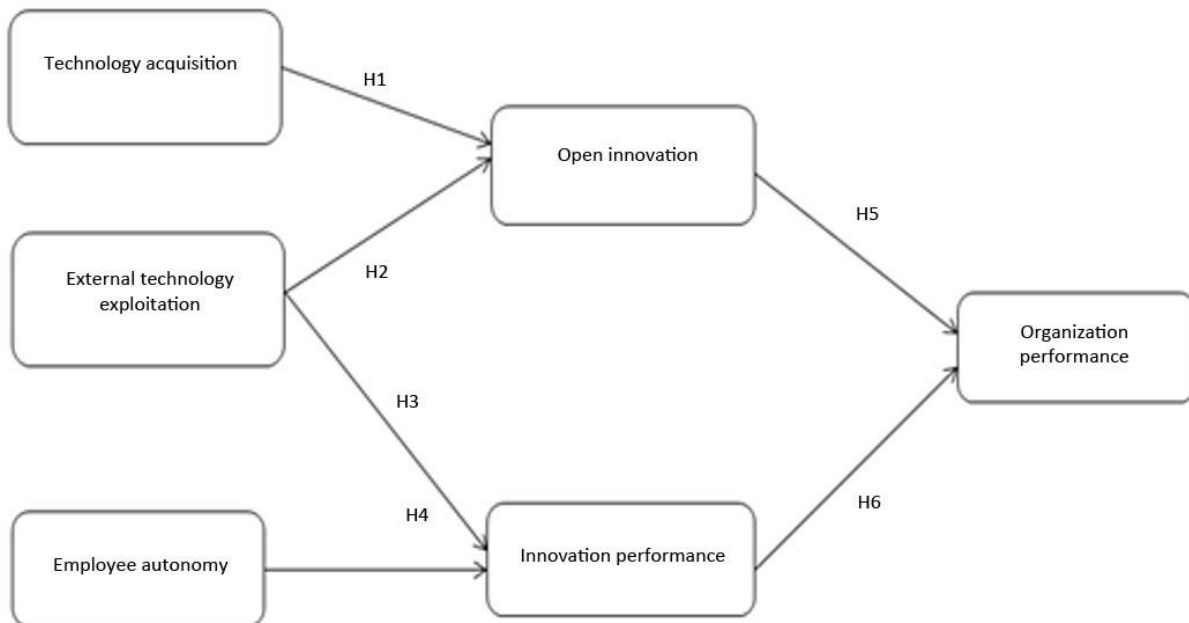 Technology acquisition
H1
Open innovation
H5
External technology
exploitation
H2
Organization
performance
H3
H4
H6
Employee autonomy
Innovation performance